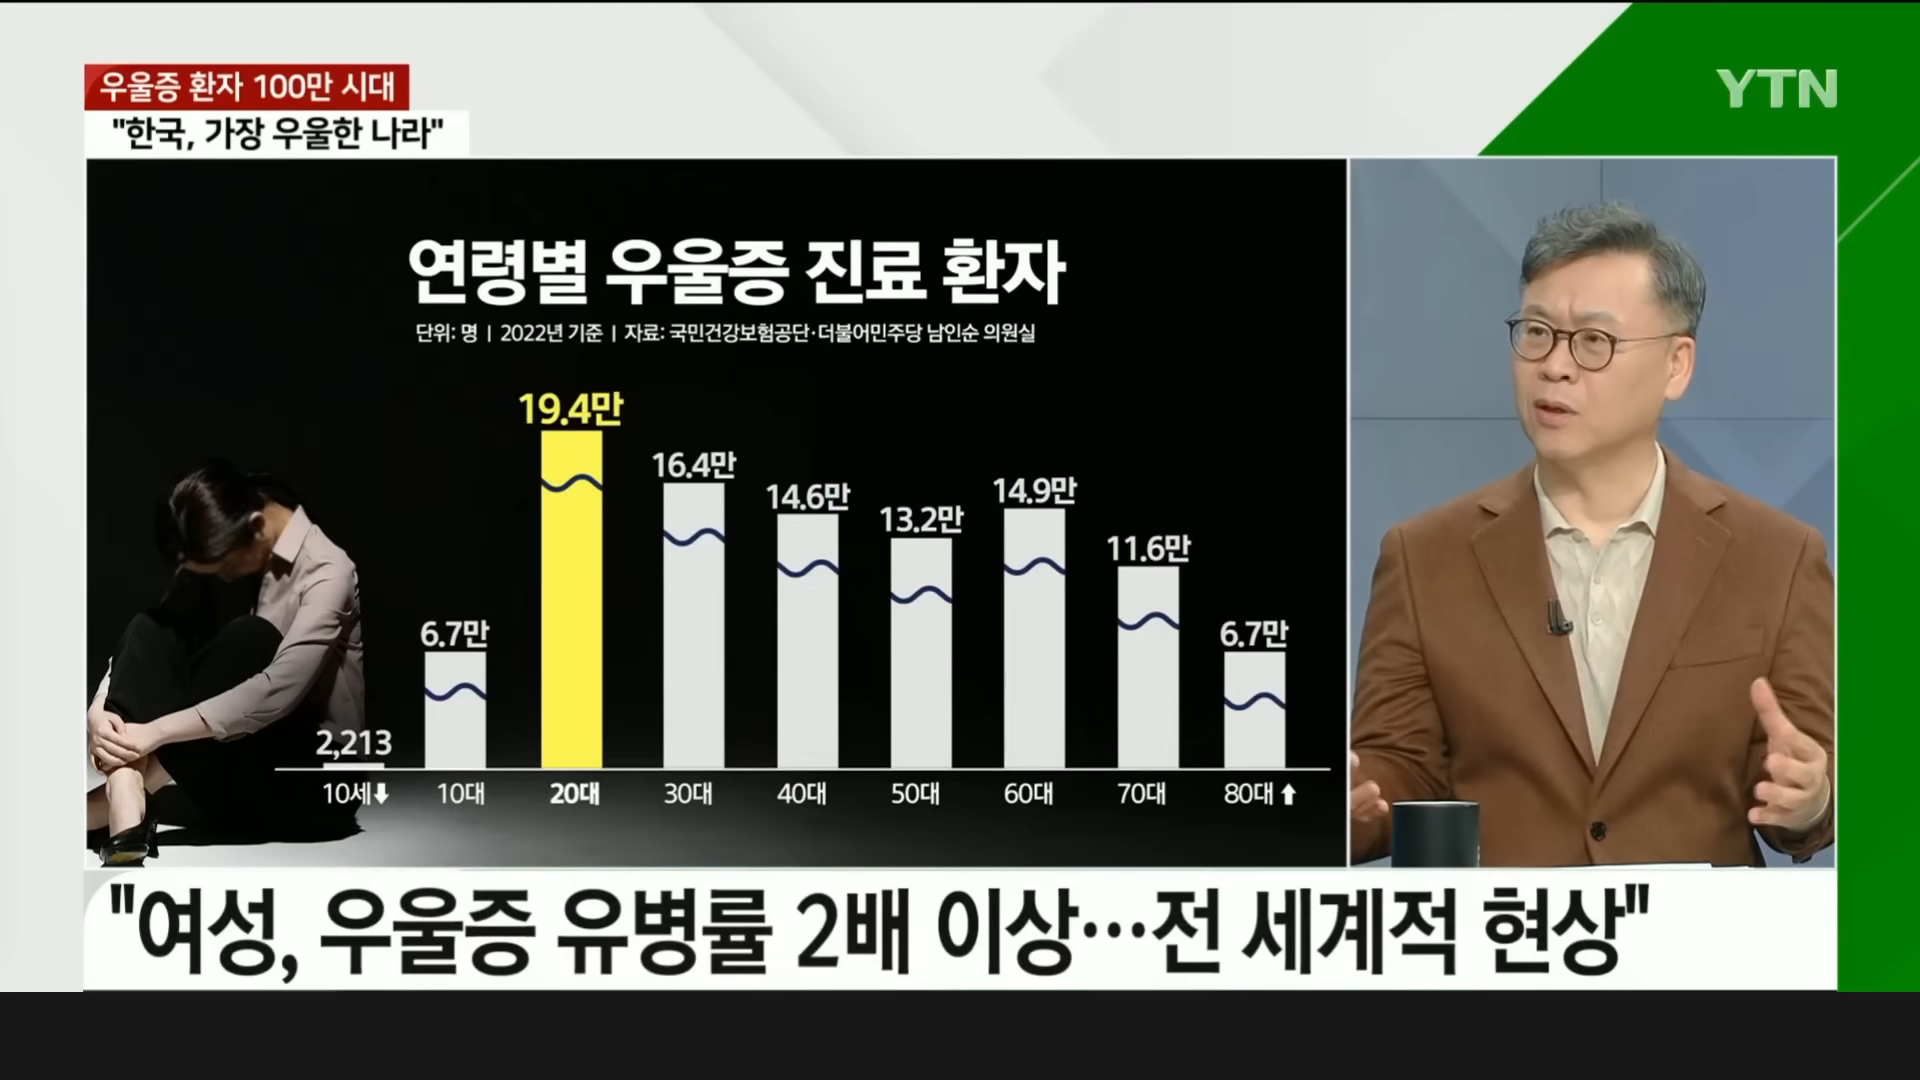 우울증 환자 100만 시대
"한국, 가장 우울한 나라"
YTN
연령별 우울증 진료 환자
단위: 명 | 2022년 기준 | 자료: 국민건강보험공단·더불어민주당 남인순 의원실
2,213
6.7만
19.4만
16.4만
14.6만
13.2만
14.9만
11.6만
6.7만
10세⬇ 10대 20대 30대 40대 50대 60대 70대 80대⬆
"여성, 우울증 유병률 2배 이상…전 세계적 현상"